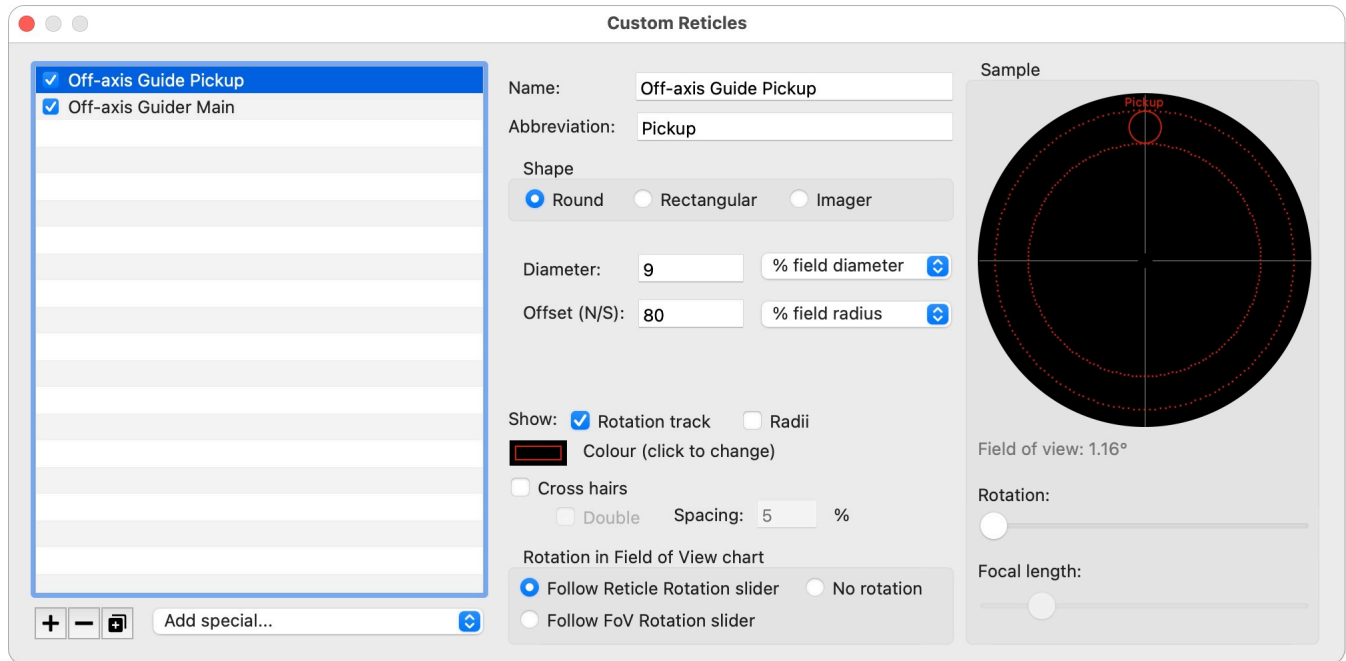 Custom Reticles
Off-axis Guide Pickup
Off-axis Guider Main
Add special...
Name: Off-axis Guide Pickup
Abbreviation: Pickup
Shape
Round Rectangular Imager
Diameter: 9 % field diameter
Offset (N/S): 80 % field radius
Show: Rotation track Radii
Colour (click to change)
Cross hairs
Double Spacing: 5 %
Rotation in Field of View chart
Follow Reticle Rotation slider No rotation
Follow FoV Rotation slider
Sample
Pickup
Field of view: 1.16°
Rotation:
Focal length: